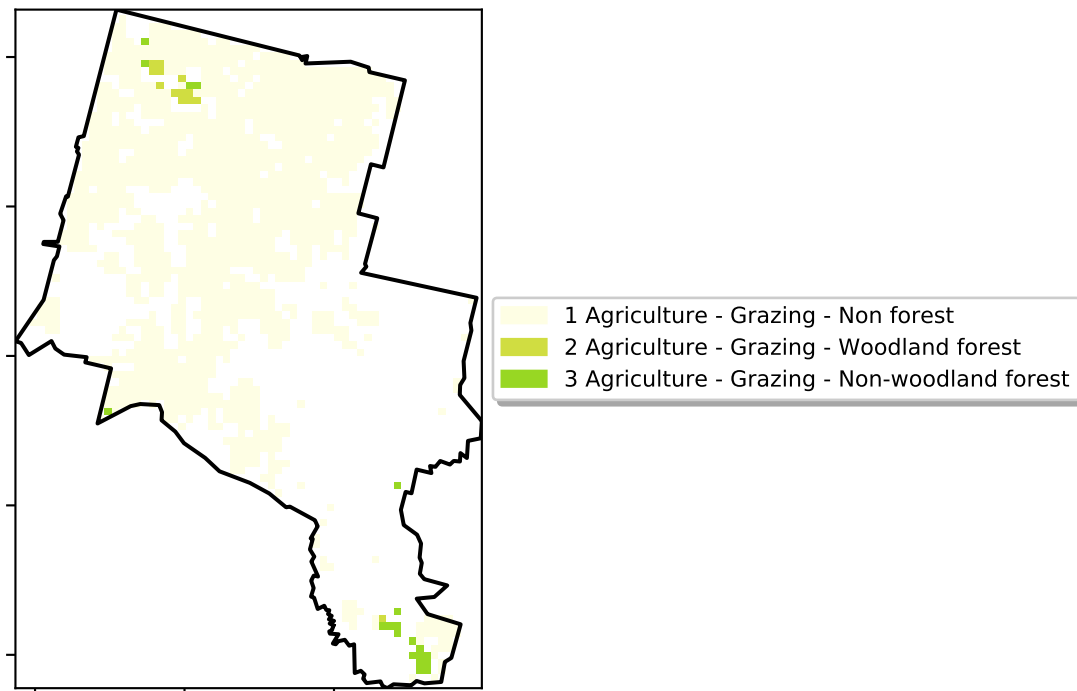 1 Agriculture - Grazing - Non forest
2 Agriculture - Grazing - Woodland forest
3 Agriculture - Grazing - Non-woodland forest